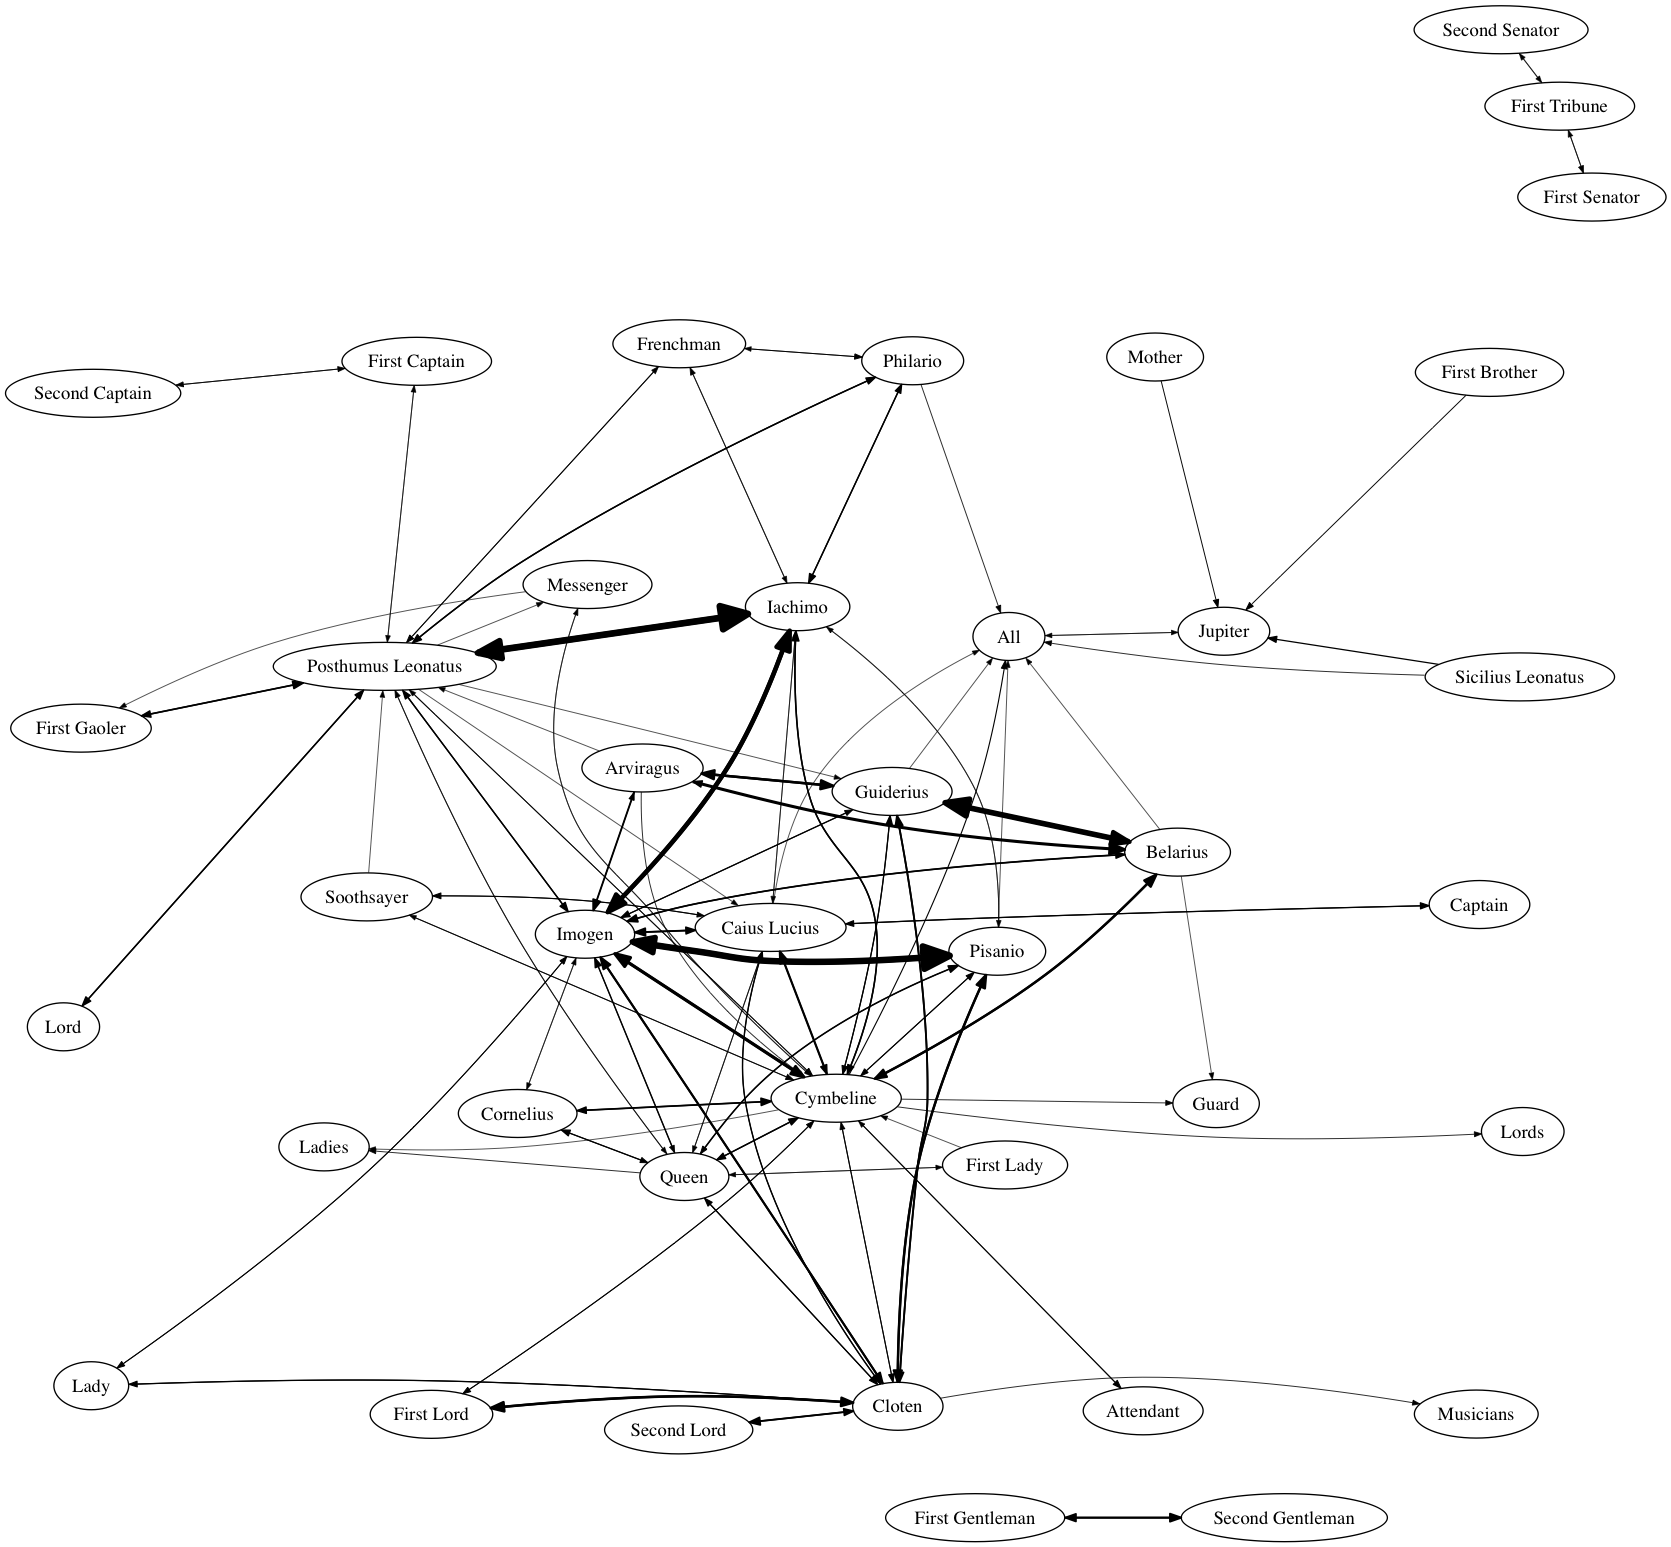 Second Senator
First Tribune
First Senator
Frenchman
Philario
Mother
First Captain
First Brother
Second Captain
Messenger
Iachimo
All
Jupiter
Posthumus Leonatus
Sicilius Leonatus
First Gaoler
Arviragus
Guiderius
Belarius
Soothsayer
Captain
Imogen
Caius Lucius
Pisanio
Lord
Cymbeline
Guard
Cornelius
Lords
Ladies
First Lady
Queen
Lady
Cloten
First Lord
Attendant
Musicians
Second Lord
First Gentleman
Second Gentleman